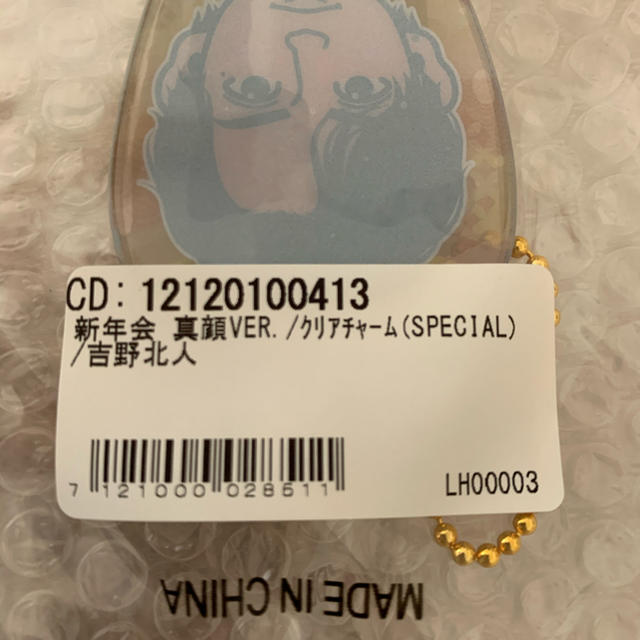 CD: 12120100413
新年会 真顔VER./クリアチャーム(SPECIAL)
/吉野北人
7 121000 028511
LH00003
MADE IN CHINA